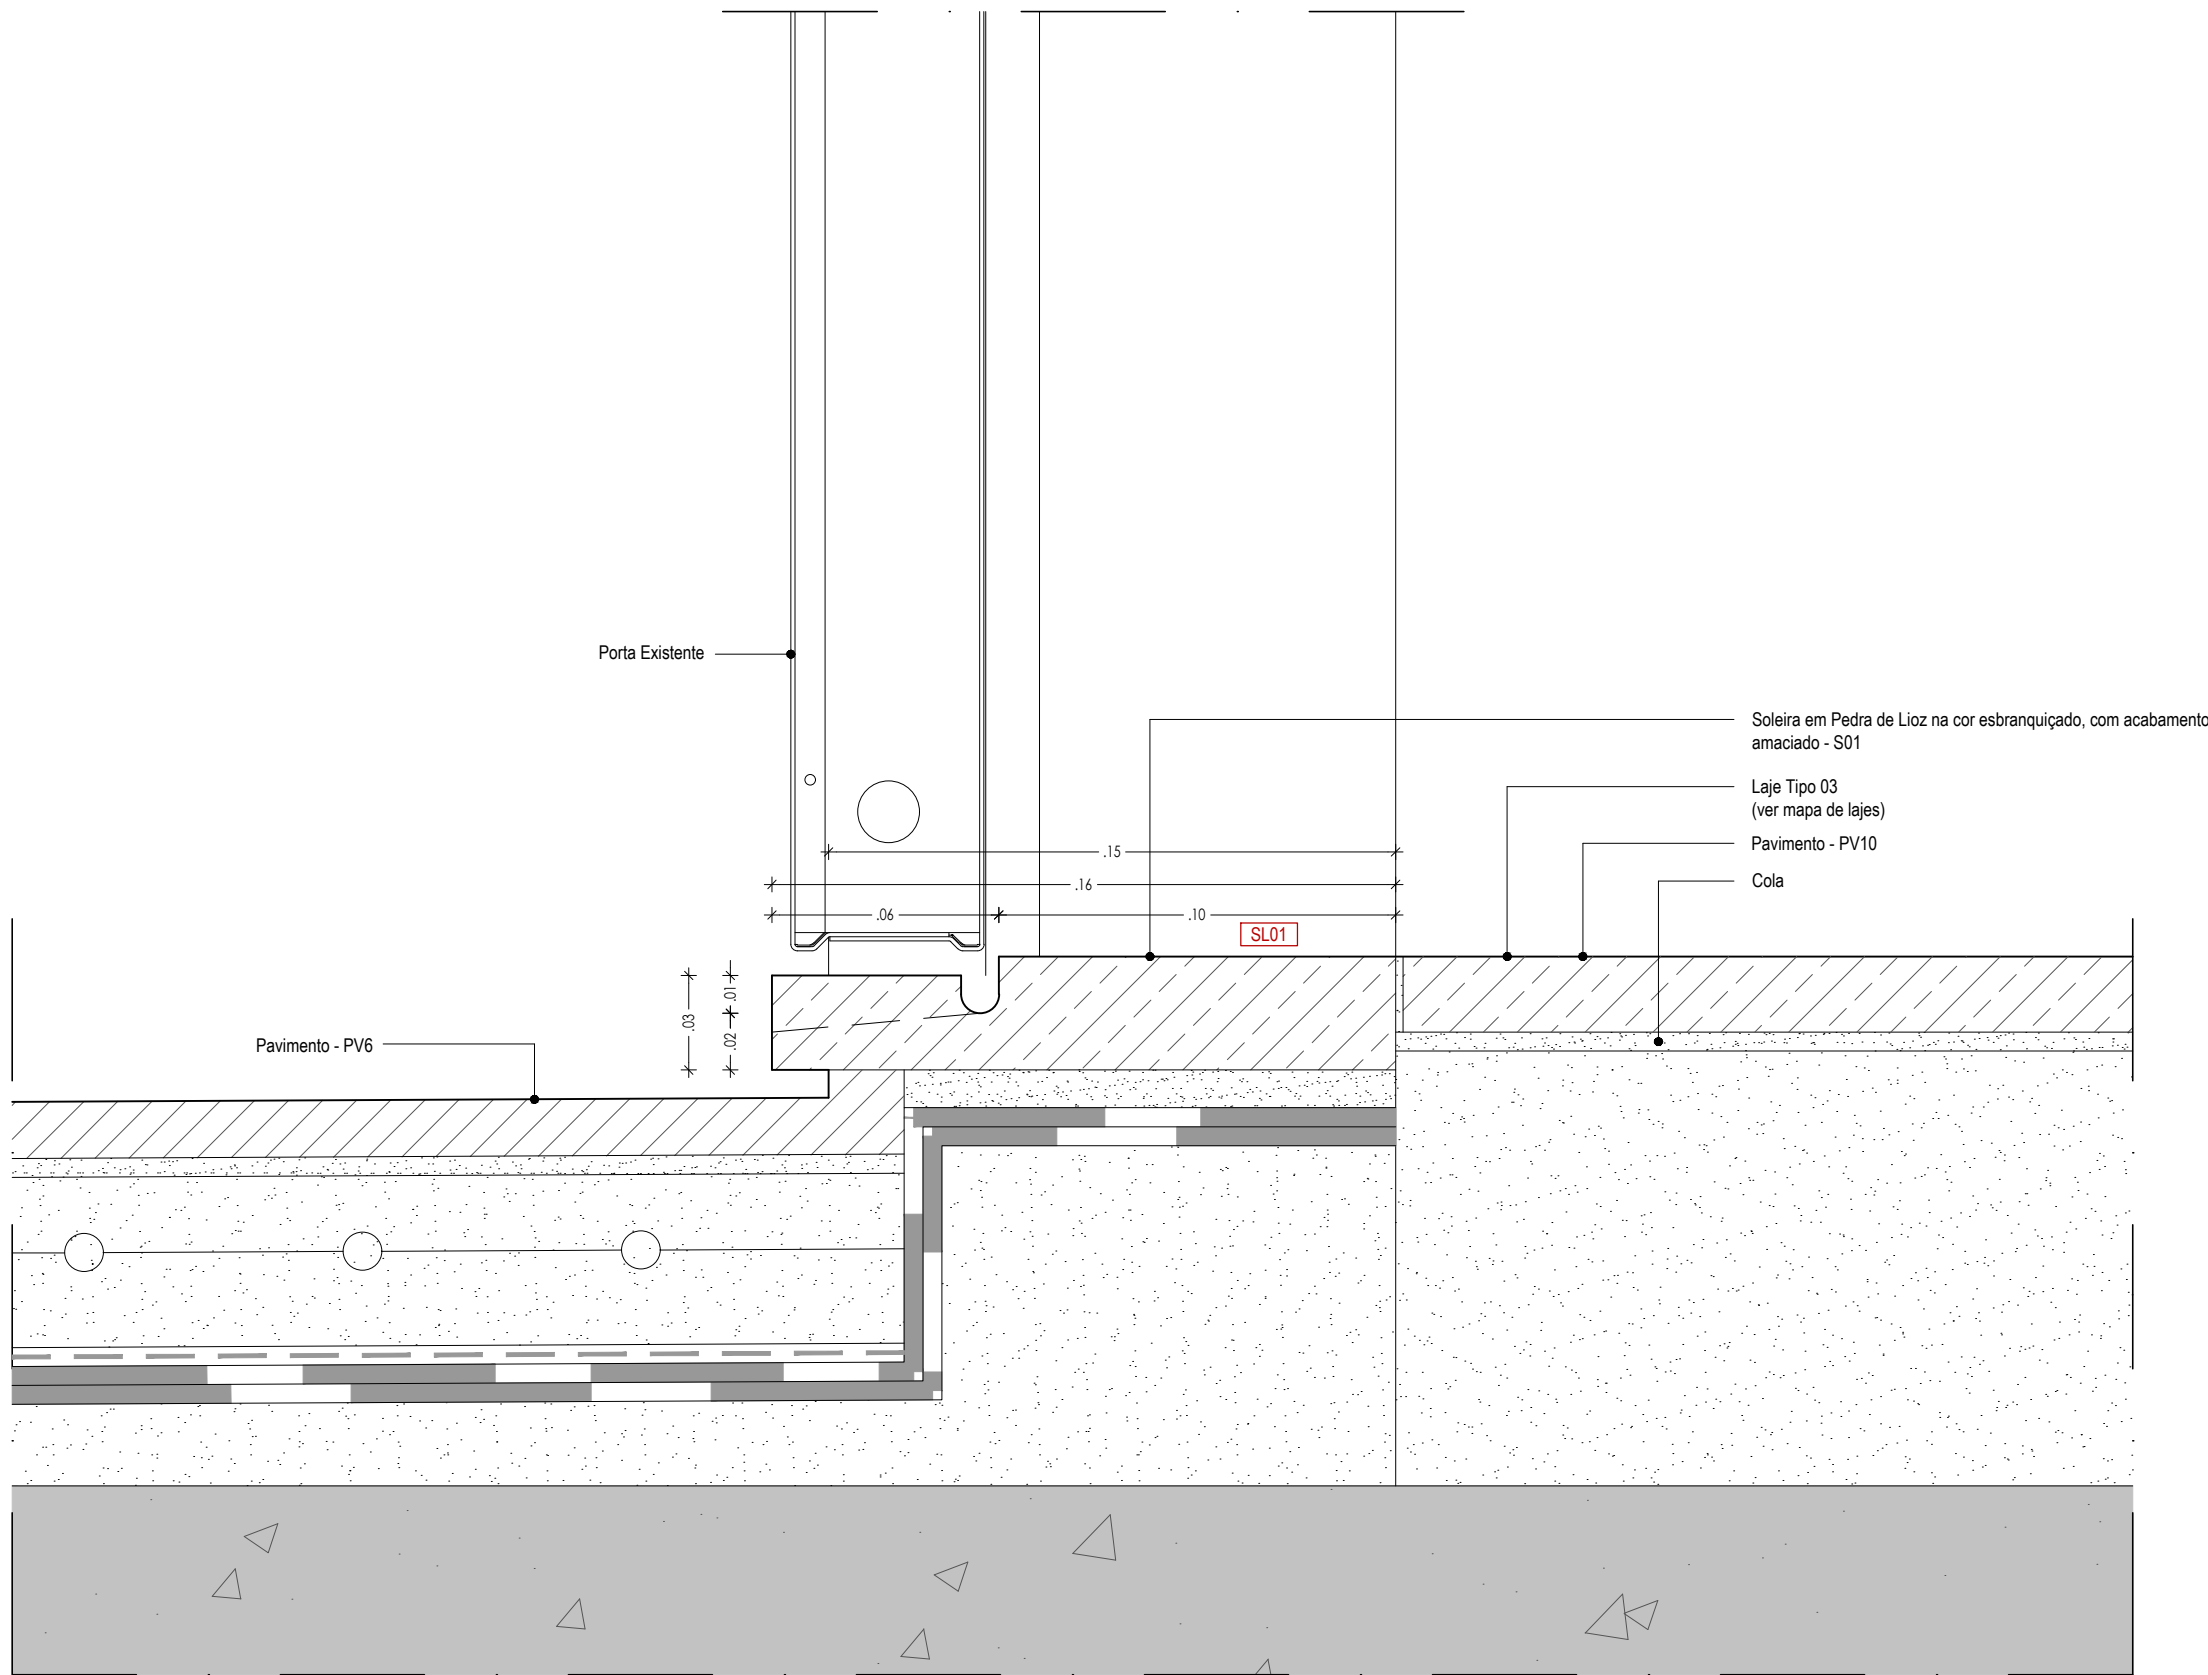 Porta Existente
Soleira em Pedra de Lioz na cor esbranquiçado, com acabamento
amaciado - S01
Laje Tipo 03
(ver mapa de lajes)
Pavimento - PV10
Cola
.15
.16
.06
.10
SL01
.03
.01
.02
Pavimento - PV6